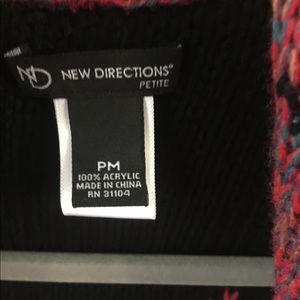 ND NEW DIRECTIONS®
PETITE
PM
100% ACRYLIC
MADE IN CHINA
RN 31104